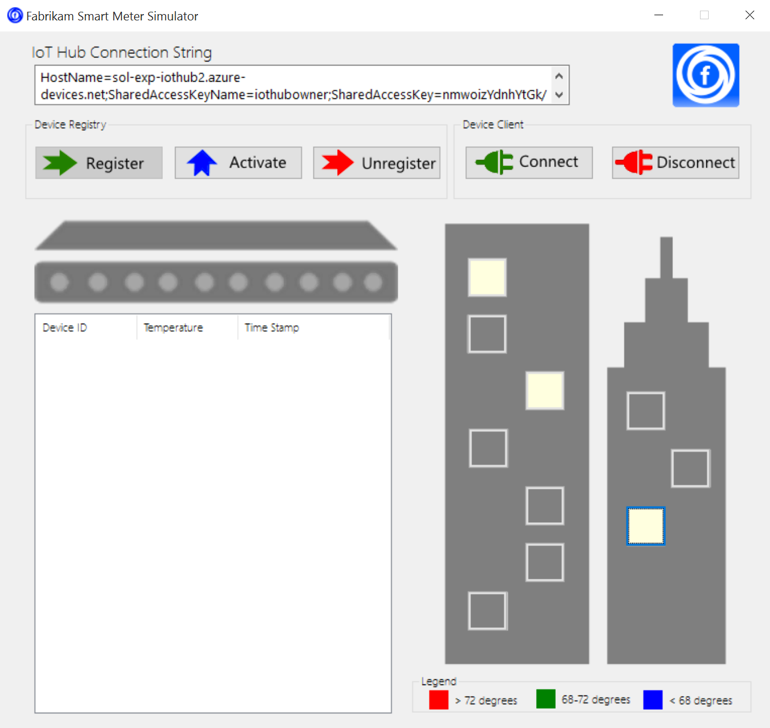 Fabrikam Smart Meter Simulator
IoT Hub Connection String
HostName=sol-exp-iothub2.azure-
devices.net;SharedAccessKeyName=iothubowner;SharedAccessKey=nmwoizYdnhYtGk/
Device Registry
Device Client
Register
Activate
Unregister
Connect
Disconnect
f
Device ID
Temperature
Time Stamp
Legend
> 72 degrees
68-72 degrees
< 68 degrees